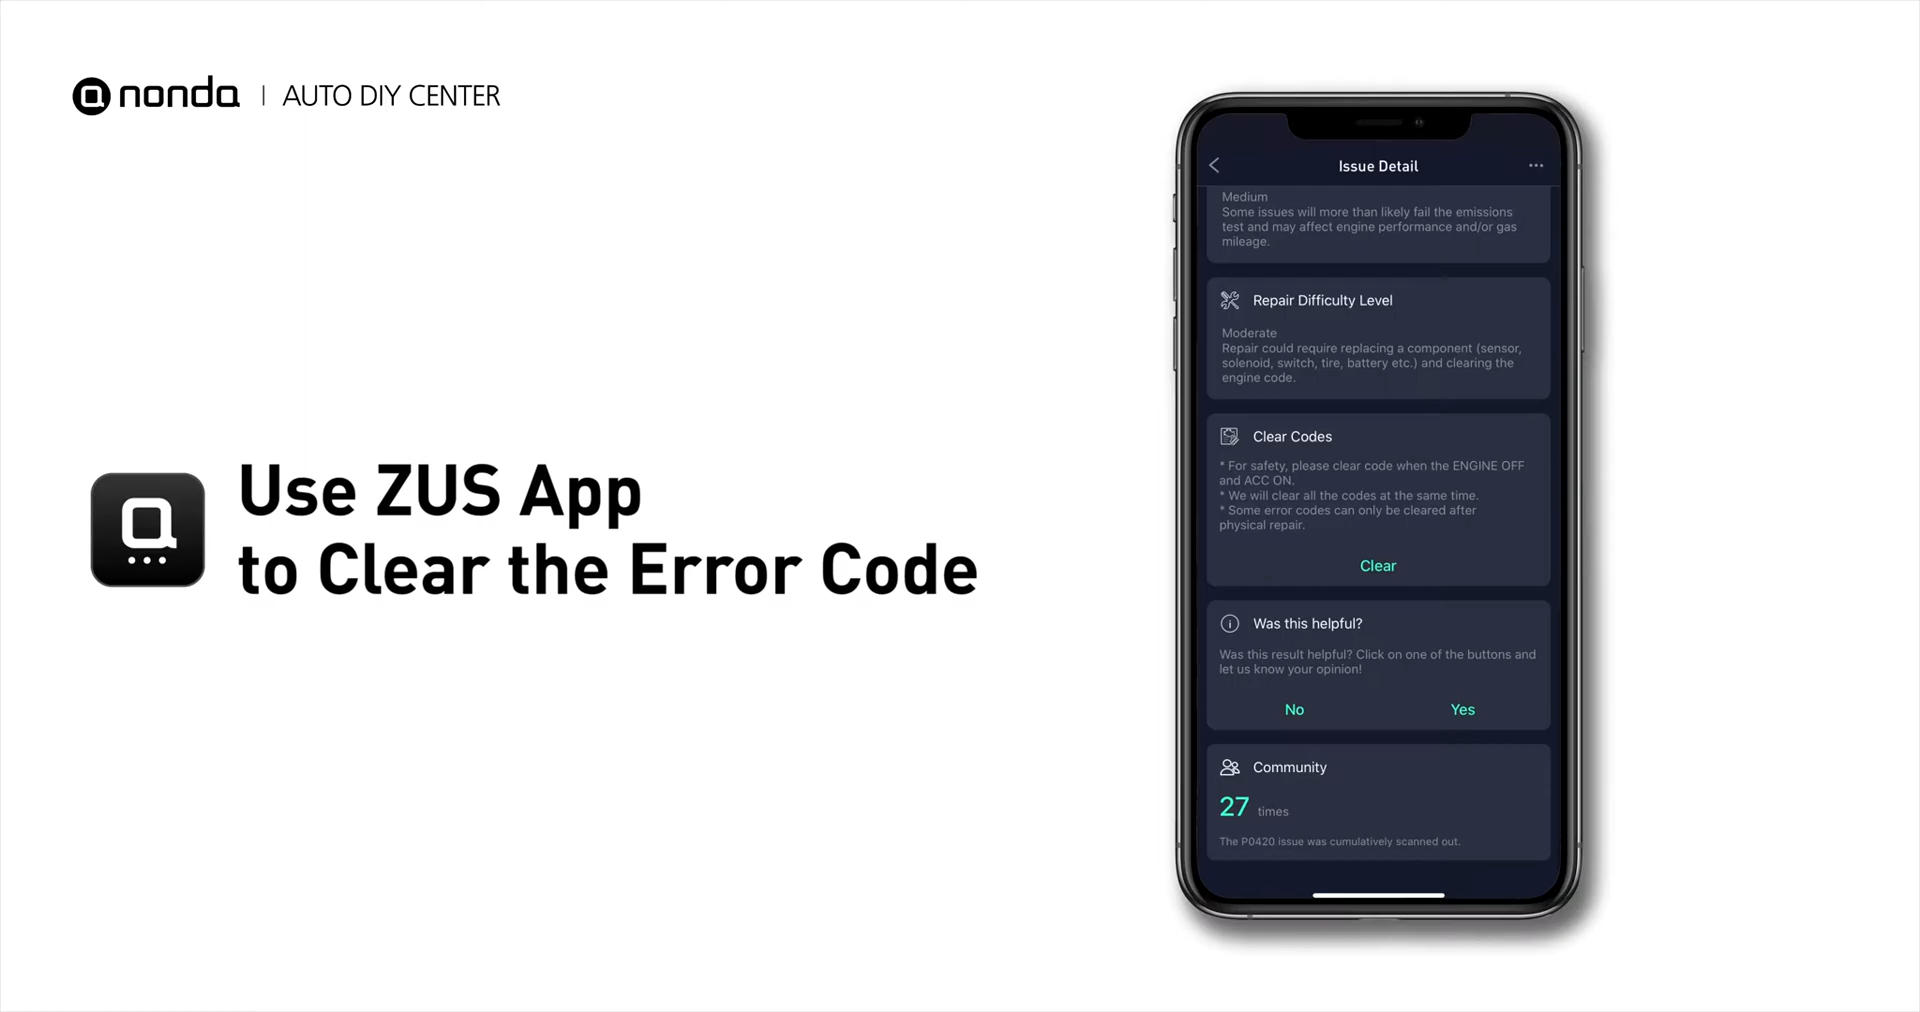 nonda | AUTO DIY CENTER
Use ZUS App
to Clear the Error Code
Issue Detail
Medium
Some issues will more than likely fail the emissions
test and may affect engine performance and/or gas
mileage.
Repair Difficulty Level
Moderate
Repair could require replacing a component (sensor,
solenoid, switch, tire, battery etc.) and clearing the
engine code.
Clear Codes
* For safety, please clear code when the ENGINE OFF
and ACC ON.
* We will clear all the codes at the same time.
* Some error codes can only be cleared after
physical repair.
Clear
Was this helpful?
Was this result helpful? Click on one of the buttons and
let us know your opinion!
No Yes
Community
27 times
The P0420 issue was cumulatively scanned out.